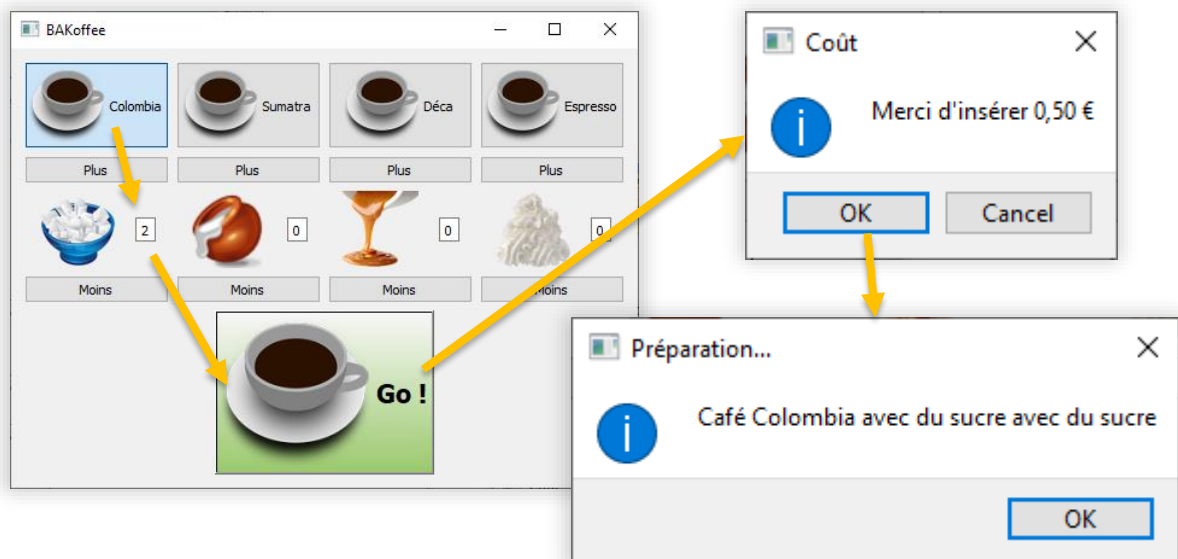 BAKoffee
Colombia
Sumatra
Déca
Espresso
Plus
Plus
Plus
Plus
2
0
0
0
Moins
Moins
Moins
Moins
Go !
Coût
Merci d'insérer 0,50 €
OK
Cancel
Préparation...
Café Colombia avec du sucre avec du sucre
OK